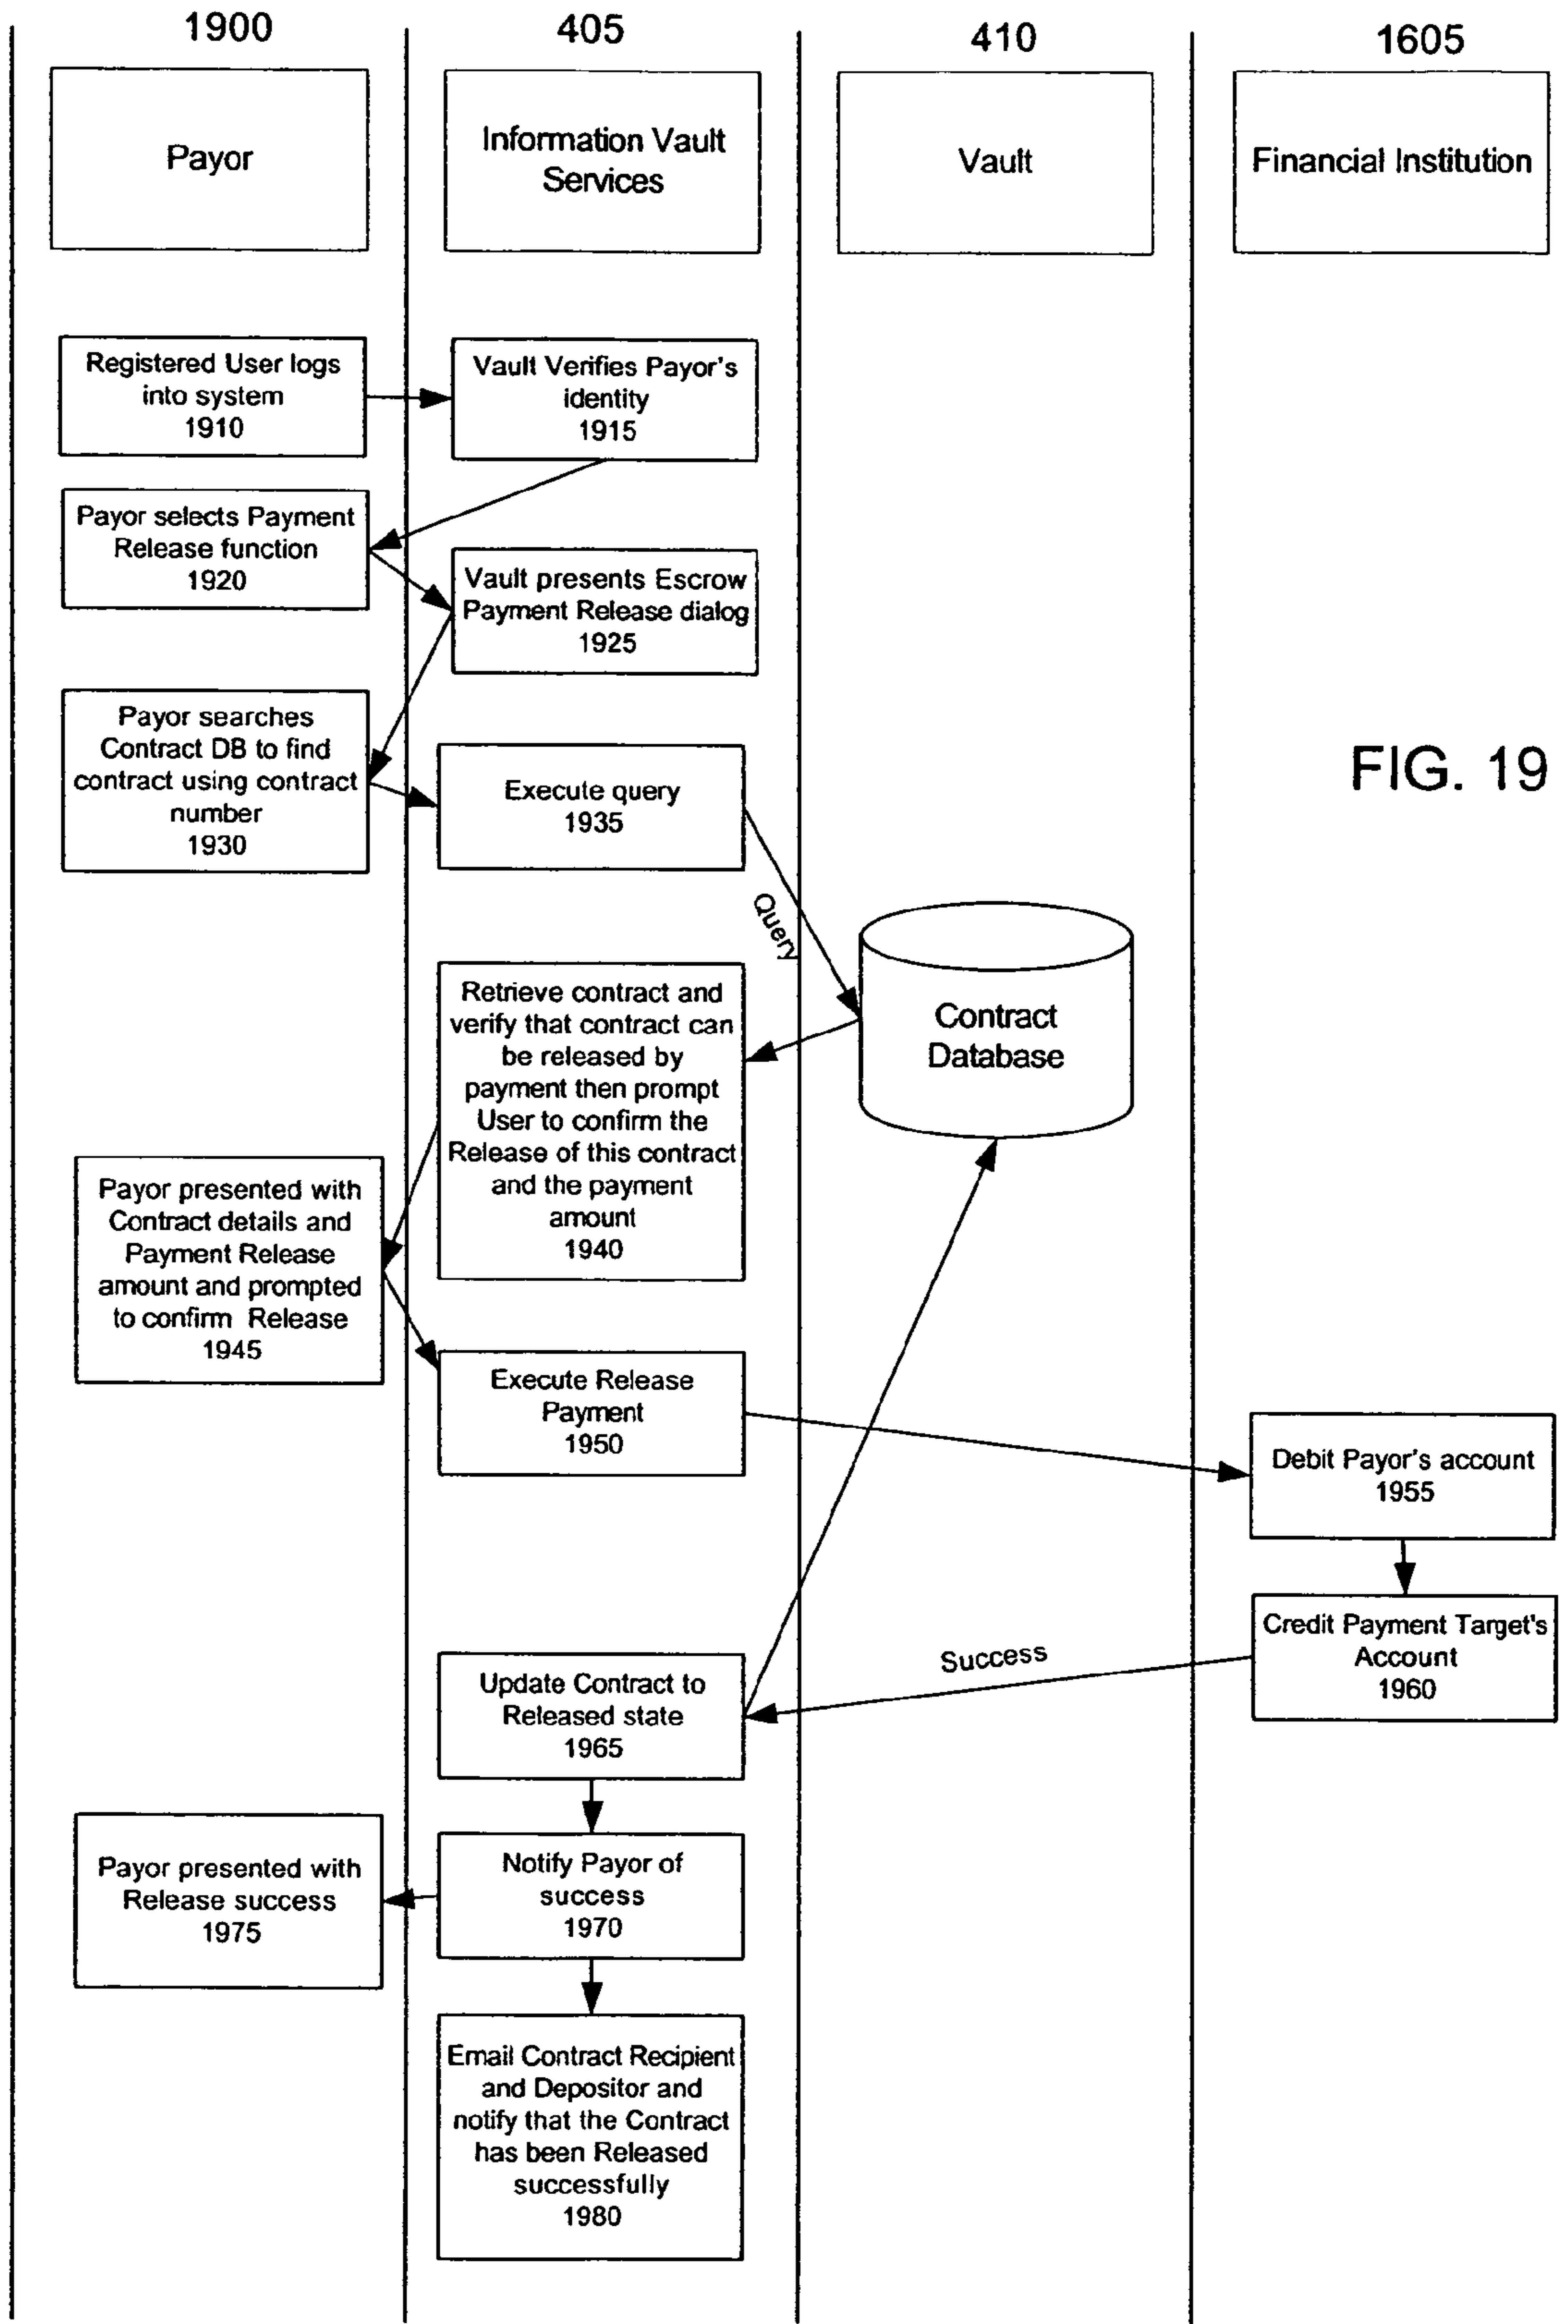 1900
405
410
1605
Payor
Information Vault
Services
Vault
Financial Institution
Registered User logs
into system
1910
Vault Verifies Payor's
identity
1915
Payor selects Payment
Release function
1920
Vault presents Escrow
Payment Release dialog
1925
Payor searches
Contract DB to find
contract using contract
number
1930
Execute query
1935
FIG. 19
Query
Contract
Database
Retrieve contract and
verify that contract can
be released by
payment then prompt
User to confirm the
Release of this contract
and the payment
amount
1940
Payor presented with
Contract details and
Payment Release
amount and prompted
to confirm Release
1945
Execute Release
Payment
1950
Debit Payor's account
1955
Credit Payment Target's
Account
1960
Success
Update Contract to
Released state
1965
Notify Payor of
success
1970
Payor presented with
Release success
1975
Email Contract Recipient
and Depositor and
notify that the Contract
has been Released
successfully
1980